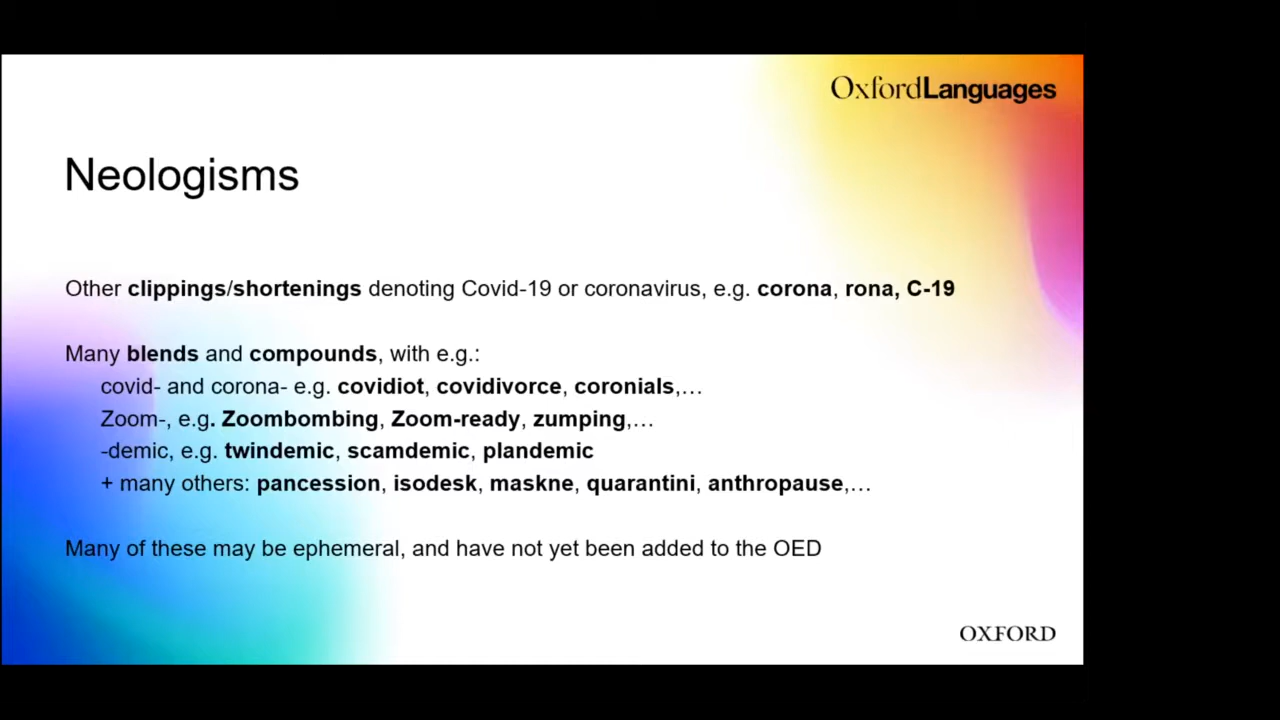 OxfordLanguages
Neologisms
Other clippings/shortenings denoting Covid-19 or coronavirus, e.g. corona, rona, C-19
Many blends and compounds, with e.g.:
covid- and corona- e.g. covidiot, covidivorce, coronials,…
Zoom-, e.g. Zoombombing, Zoom-ready, zumping,…
-demic, e.g. twindemic, scamdemic, plandemic
+ many others: pancession, isodesk, maskne, quarantini, anthropause,…
Many of these may be ephemeral, and have not yet been added to the OED
OXFORD